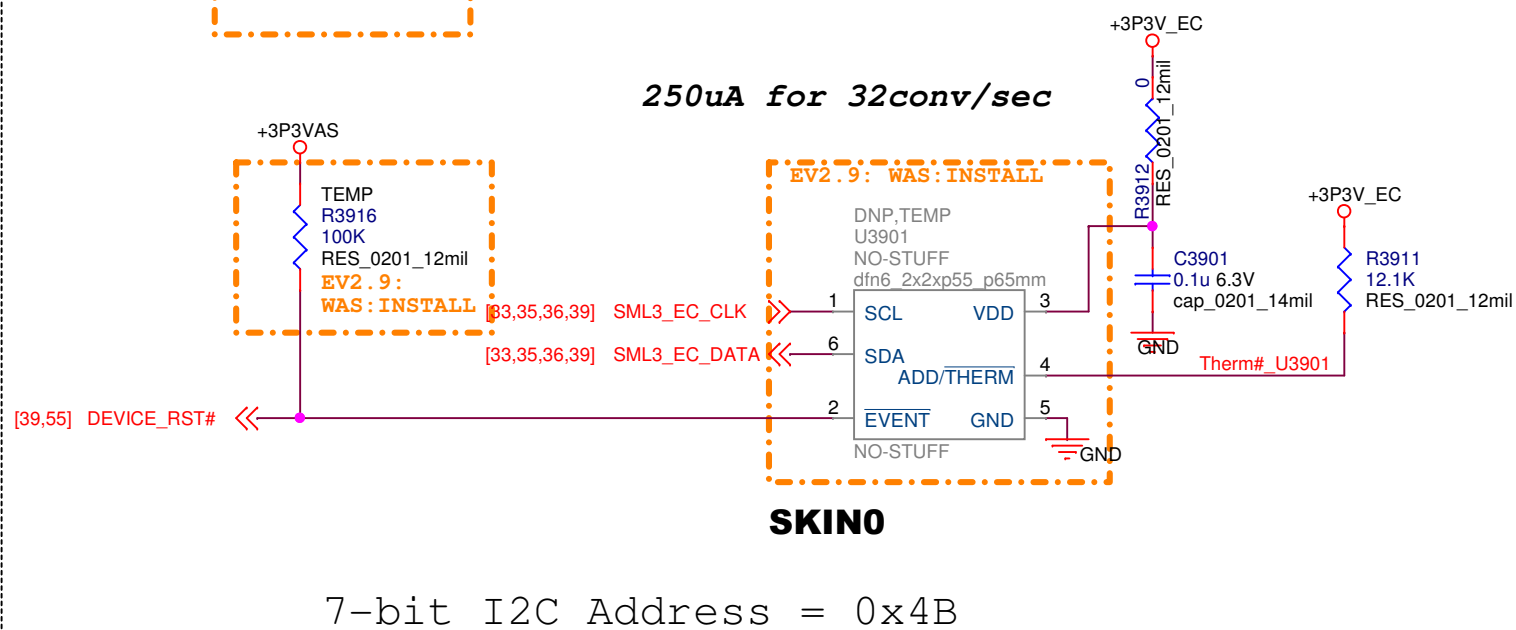 +3P3V_EC
250uA for 32conv/sec
0
RES_0201_12mil
R3912
+3P3VAS
TEMP
R3916
100K
RES_0201_12mil
EV2.9:
WAS:INSTALL
EV2.9: WAS:INSTALL
DNP,TEMP
U3901
NO-STUFF
dfn6_2x2xp55_p65mm
+3P3V_EC
R3911
12.1K
RES_0201_12mil
C3901
0.1u 6.3V
cap_0201_14mil
GND
[33,35,36,39] SML3_EC_CLK
1 SCL VDD 3
[33,35,36,39] SML3_EC_DATA
6 SDA
ADD/THERM 4
Therm#_U3901
[39,55] DEVICE_RST#
2 EVENT GND 5
NO-STUFF
GND
SKIN0
7-bit I2C Address = 0x4B